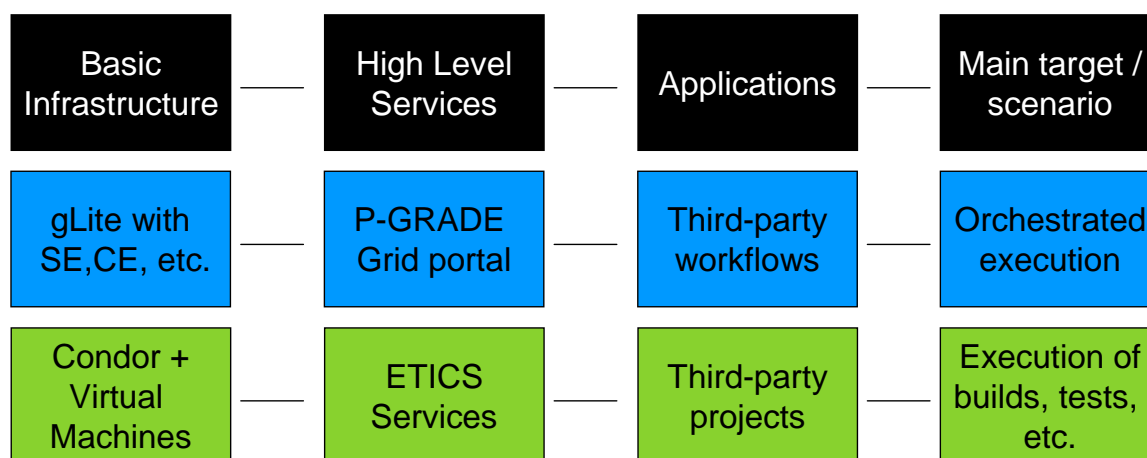 Basic
Infrastructure
High Level
Services
Applications
Main target /
scenario
gLite with
SE,CE, etc.
P-GRADE
Grid portal
Third-party
workflows
Orchestrated
execution
Condor +
Virtual
Machines
ETICS
Services
Third-party
projects
Execution of
builds, tests,
etc.